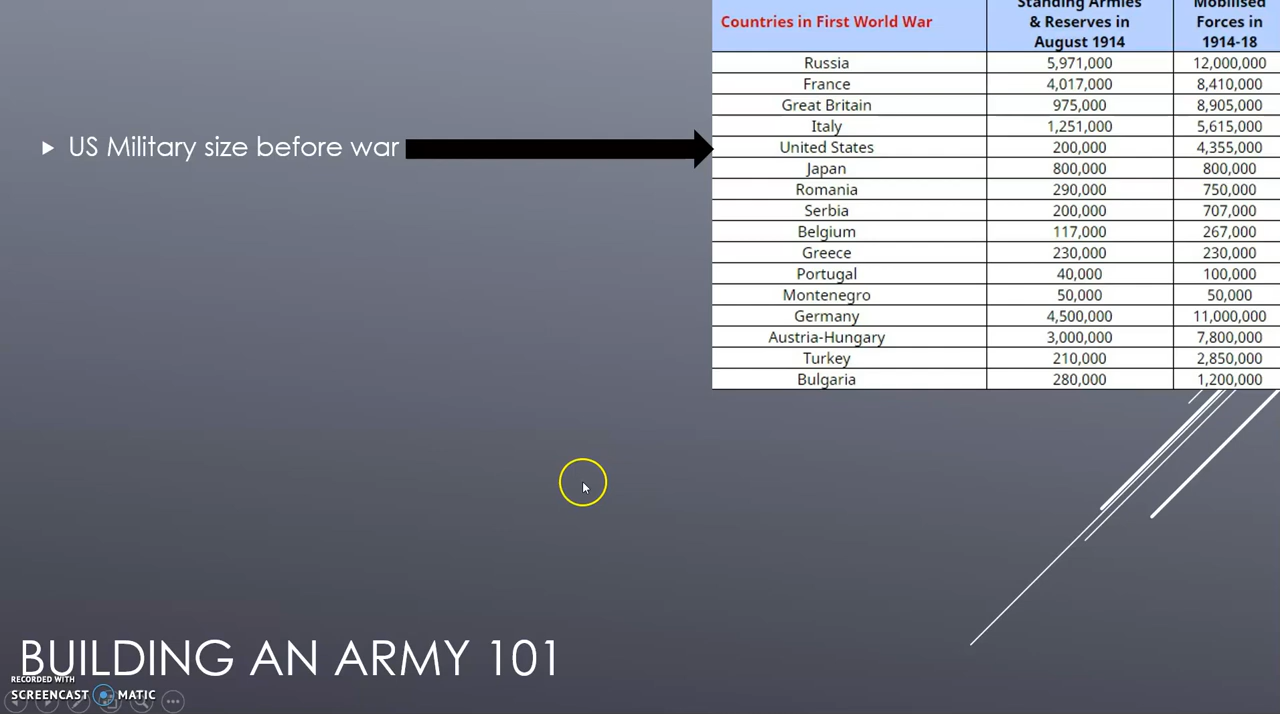 Standing Armies Mobilised
Countries in First World War & Reserves in Forces in
August 1914 1914-18
Russia 5,971,000 12,000,000
France 4,017,000 8,410,000
Great Britain 975,000 8,905,000
Italy 1,251,000 5,615,000
▶ US Military size before war United States 200,000 4,355,000
Japan 800,000 800,000
Romania 290,000 750,000
Serbia 200,000 707,000
Belgium 117,000 267,000
Greece 230,000 230,000
Portugal 40,000 100,000
Montenegro 50,000 50,000
Germany 4,500,000 11,000,000
Austria-Hungary 3,000,000 7,800,000
Turkey 210,000 2,850,000
Bulgaria 280,000 1,200,000
BUILDING AN ARMY 101
RECORDED WITH
SCREENCAST MATIC